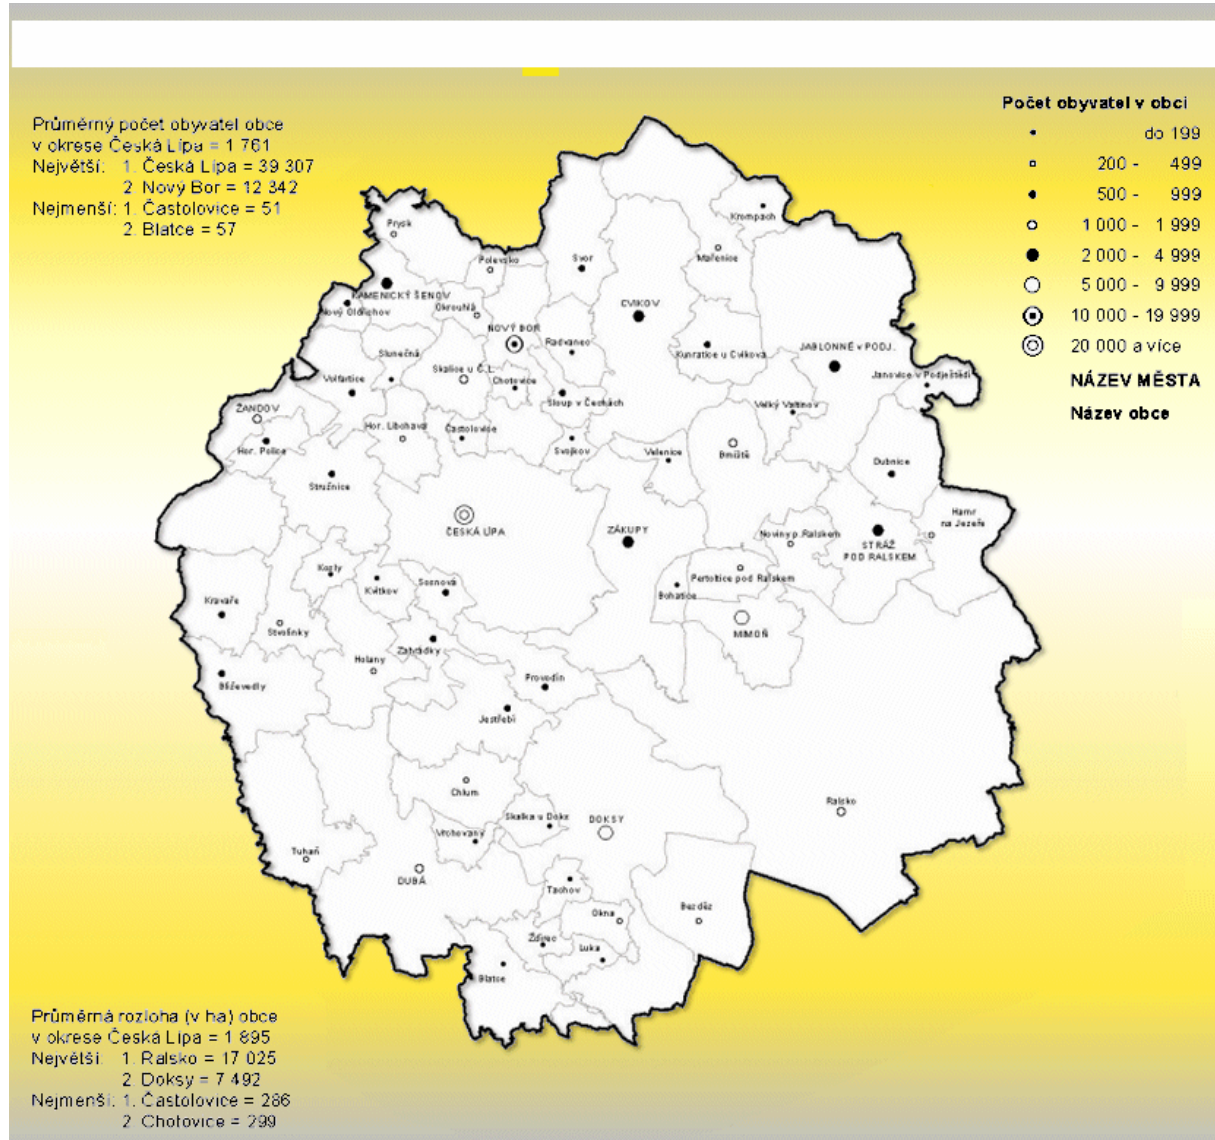 Počet obyvatel v obci
do 199
200 - 499
500 - 999
1 000 - 1 999
2 000 - 4 999
5 000 - 9 999
10 000 - 19 999
20 000 a více
NÁZEV MĚSTA
Název obce
Průměrný počet obyvatel obce
v okrese Česká Lípa = 1 761
Největší: 1. Česká Lípa = 39 307
2. Nový Bor = 12 342
Nejmenší: 1. Častolovice = 51
2. Blatce = 57
Krompach
Prysk
Mařenice
Polevsko
Svor
KAMENICKÝ ŠENOV
Nový Oldřichov
Okrouhlá
CVIKOV
NOVÝ BOR
Radvanec
Kunratice u Cvikova
JABLONNÉ v PODJ.
Slunečná
Skalice u Č.L.
Janovice v Podještědí
Volfartice
Chotovice
Sloup v Čechách
Velký Valtinov
ŽANDOV
Hor. Libchava
Častolovice
Hor. Police
Svojkov
Velenice
Brniště
Dubnice
Stružnice
Hamr
na Jezeře
ČESKÁ LÍPA
ZÁKUPY
Noviny p. Ralskem
STRÁŽ
POD RALSKEM
Kozly
Kvítkov
Sosnová
Pertoltice pod Ralskem
Bohatice
Kravaře
Stvolínky
MIMOŇ
Zahrádky
Holany
Blíževedly
Provodín
Jestřebí
Chlum
Ralsko
Skalka u Doks
DOKSY
Vrchovany
Tuhaň
DUBÁ
Tachov
Okna
Bezděz
Ždírec
Luka
Blatce
Průměrná rozloha (v ha) obce
v okrese Česká Lípa = 1 895
Největší: 1. Ralsko = 17 025
2. Doksy = 7 492
Nejmenší: 1. Častolovice = 286
2. Chotovice = 299